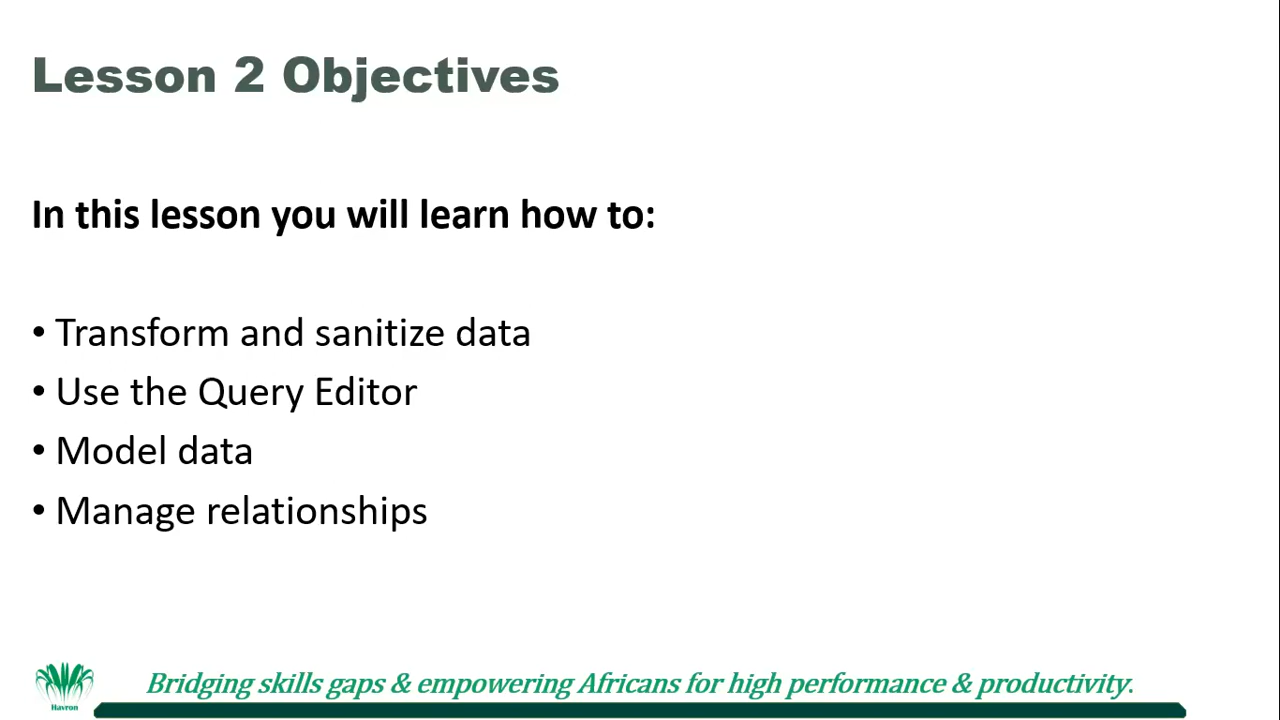 Lesson 2 Objectives
In this lesson you will learn how to:
• Transform and sanitize data
• Use the Query Editor
• Model data
• Manage relationships
Bridging skills gaps & empowering Africans for high performance & productivity.
Havron